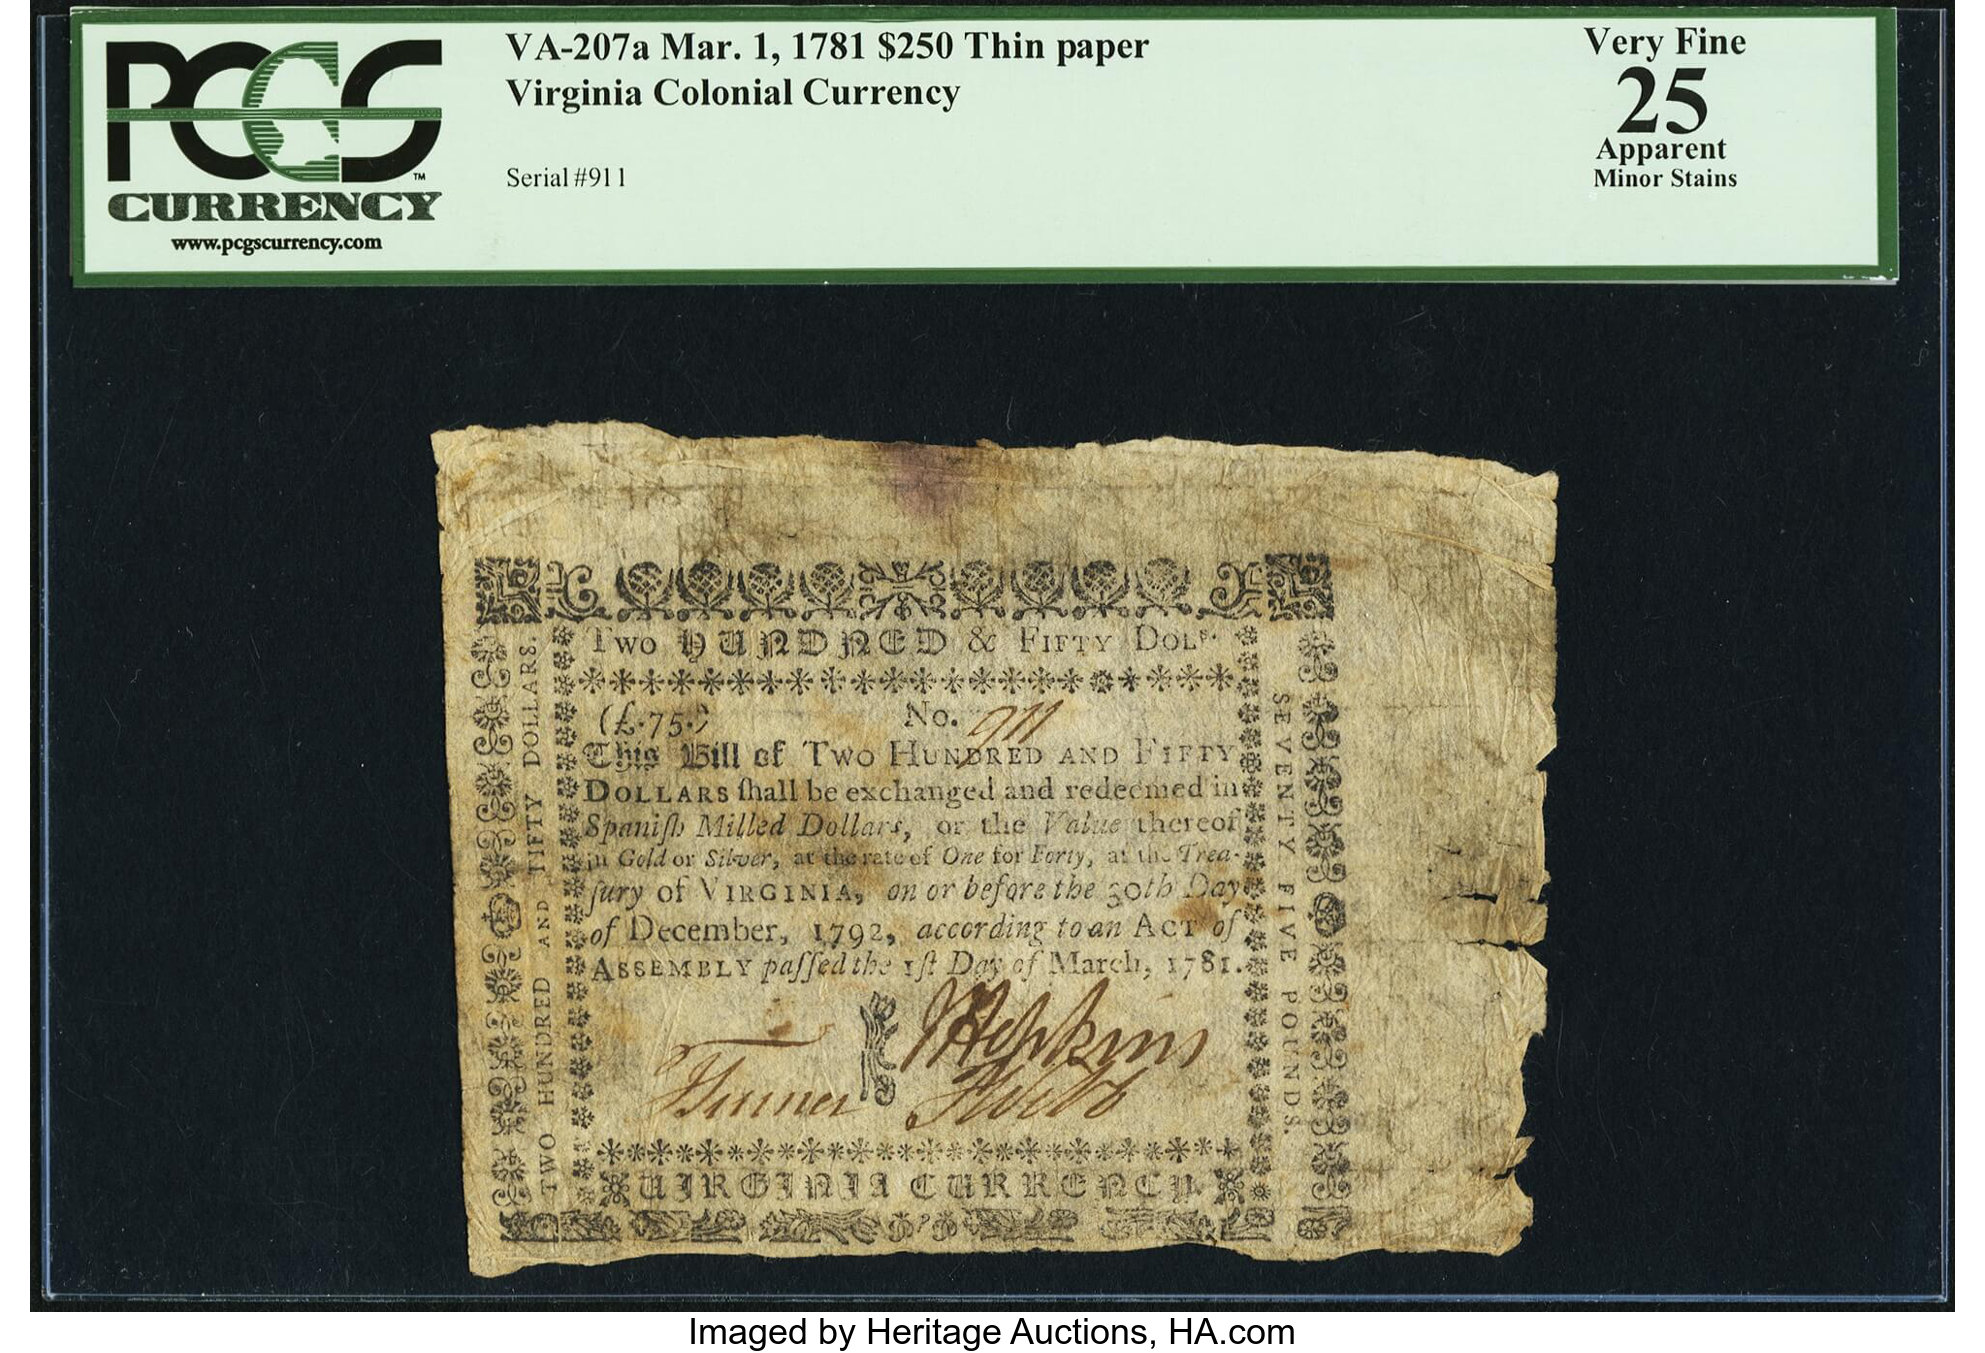 PCGS
CURRENCY
TM
www.pcgscurrency.com
VA-207a Mar. 1, 1781 $250 Thin paper
Virginia Colonial Currency
Serial #911
Very Fine
25
Apparent
Minor Stains
Two HUNDRED & FIFTY DOLS.
(£.75.) No. 911
This Bill of TWO HUNDRED AND FIFTY
DOLLARS ſhall be exchanged and redeemed in
Spaniſh Milled Dollars, or the Value thereof
in Gold or Silver, at the rate of One for Forty, at the Trea-
ſury of VIRGINIA, on or before the 30th Day
of December, 1792, according to an ACT of
ASSEMBLY paſſed the 1ſt Day of March, 1781.
Hopkins
Turner
Webb
VIRGINIA CURRENCY.
TWO HUNDRED AND FIFTY DOLLARS.
SEVENTY FIVE POUNDS.
Imaged by Heritage Auctions, HA.com